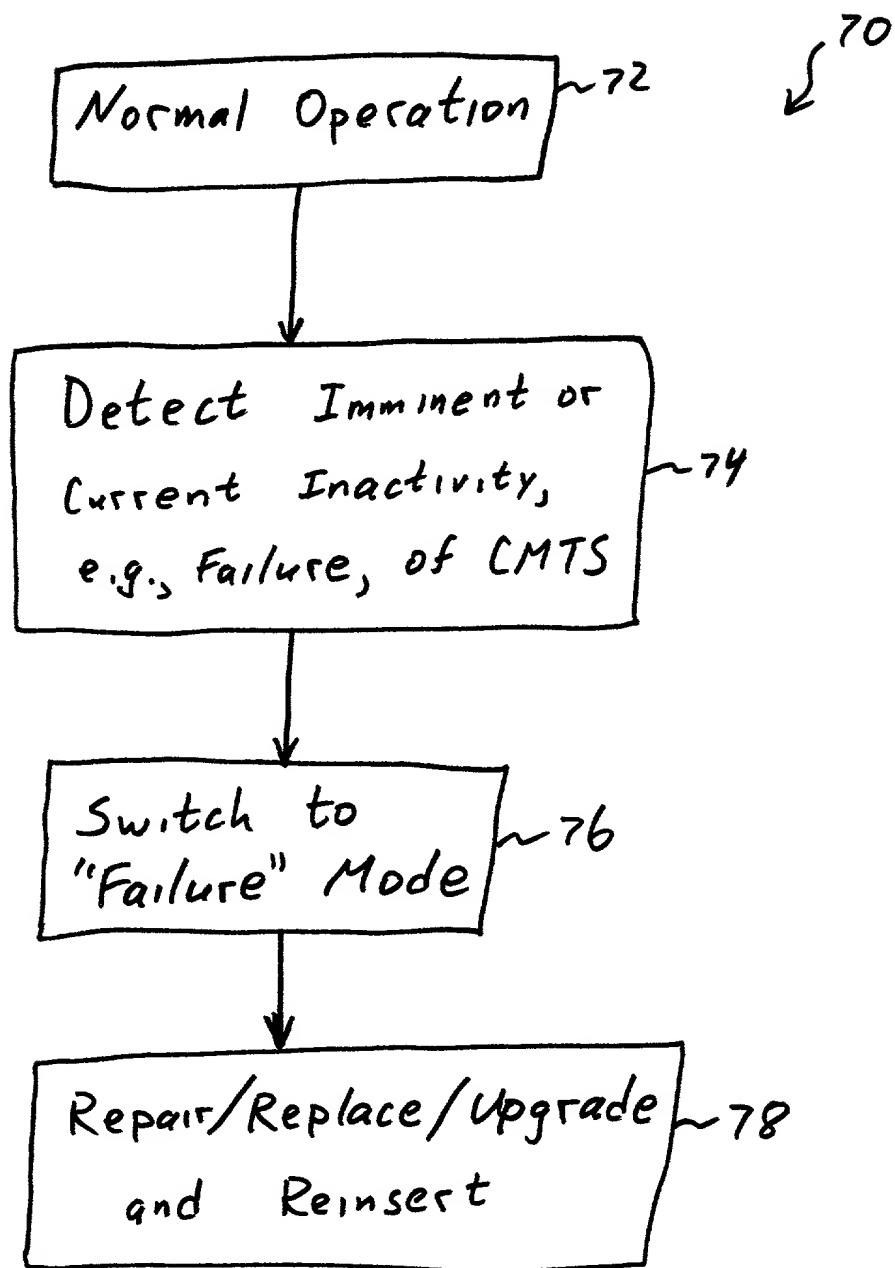 70
Normal Operation
72
Detect Imminent or
Current Inactivity,
e.g., Failure, of CMTS
74
Switch to
"Failure" Mode
76
Repair/Replace/Upgrade
and Reinsert
78